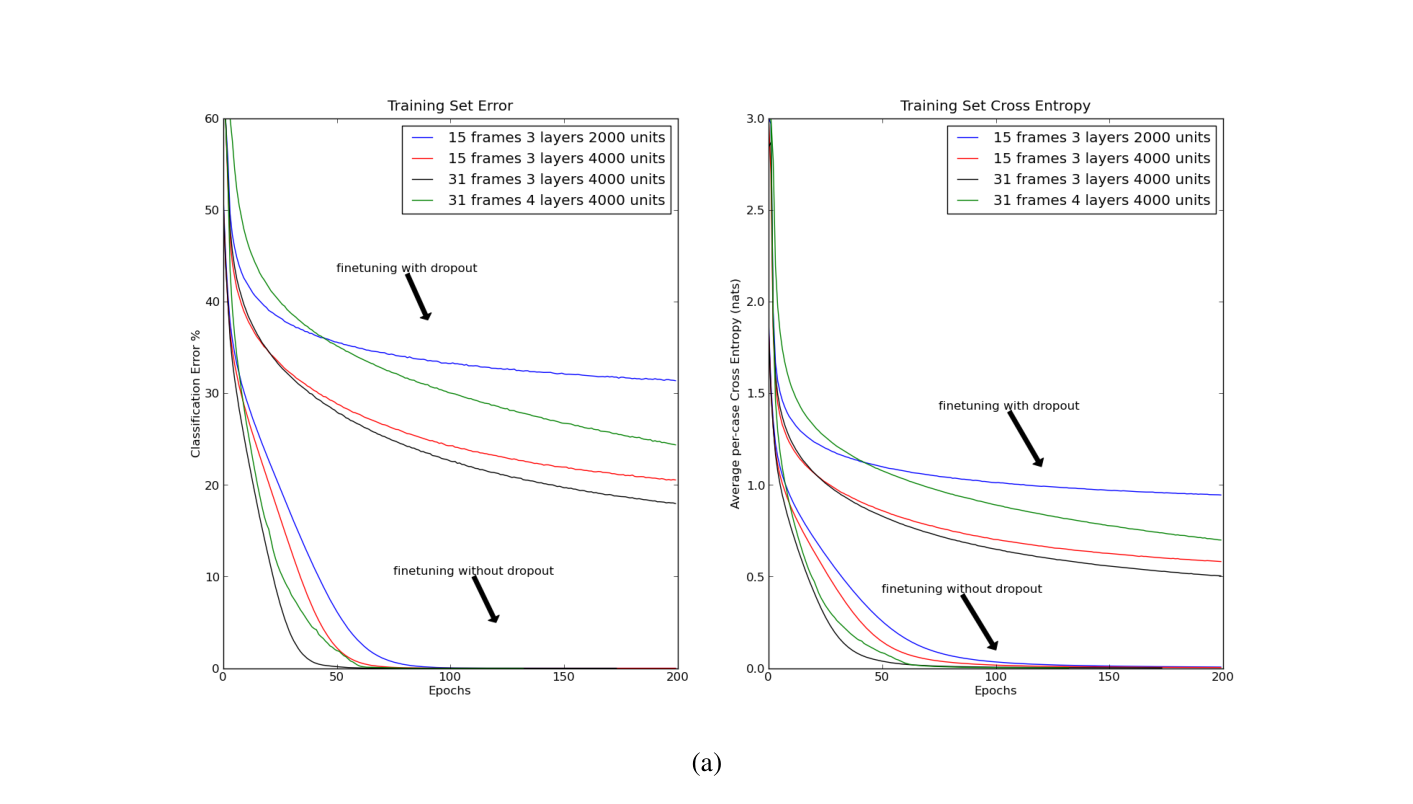 Training Set Error
60
50
40
30
20
10
0
Classification Error %
15 frames 3 layers 2000 units
15 frames 3 layers 4000 units
31 frames 3 layers 4000 units
31 frames 4 layers 4000 units
finetuning with dropout
finetuning without dropout
0 50 100 150 200
Epochs
Training Set Cross Entropy
3.0
2.5
2.0
1.5
1.0
0.5
0.0
Average per-case Cross Entropy (nats)
15 frames 3 layers 2000 units
15 frames 3 layers 4000 units
31 frames 3 layers 4000 units
31 frames 4 layers 4000 units
finetuning with dropout
finetuning without dropout
0 50 100 150 200
Epochs
(a)